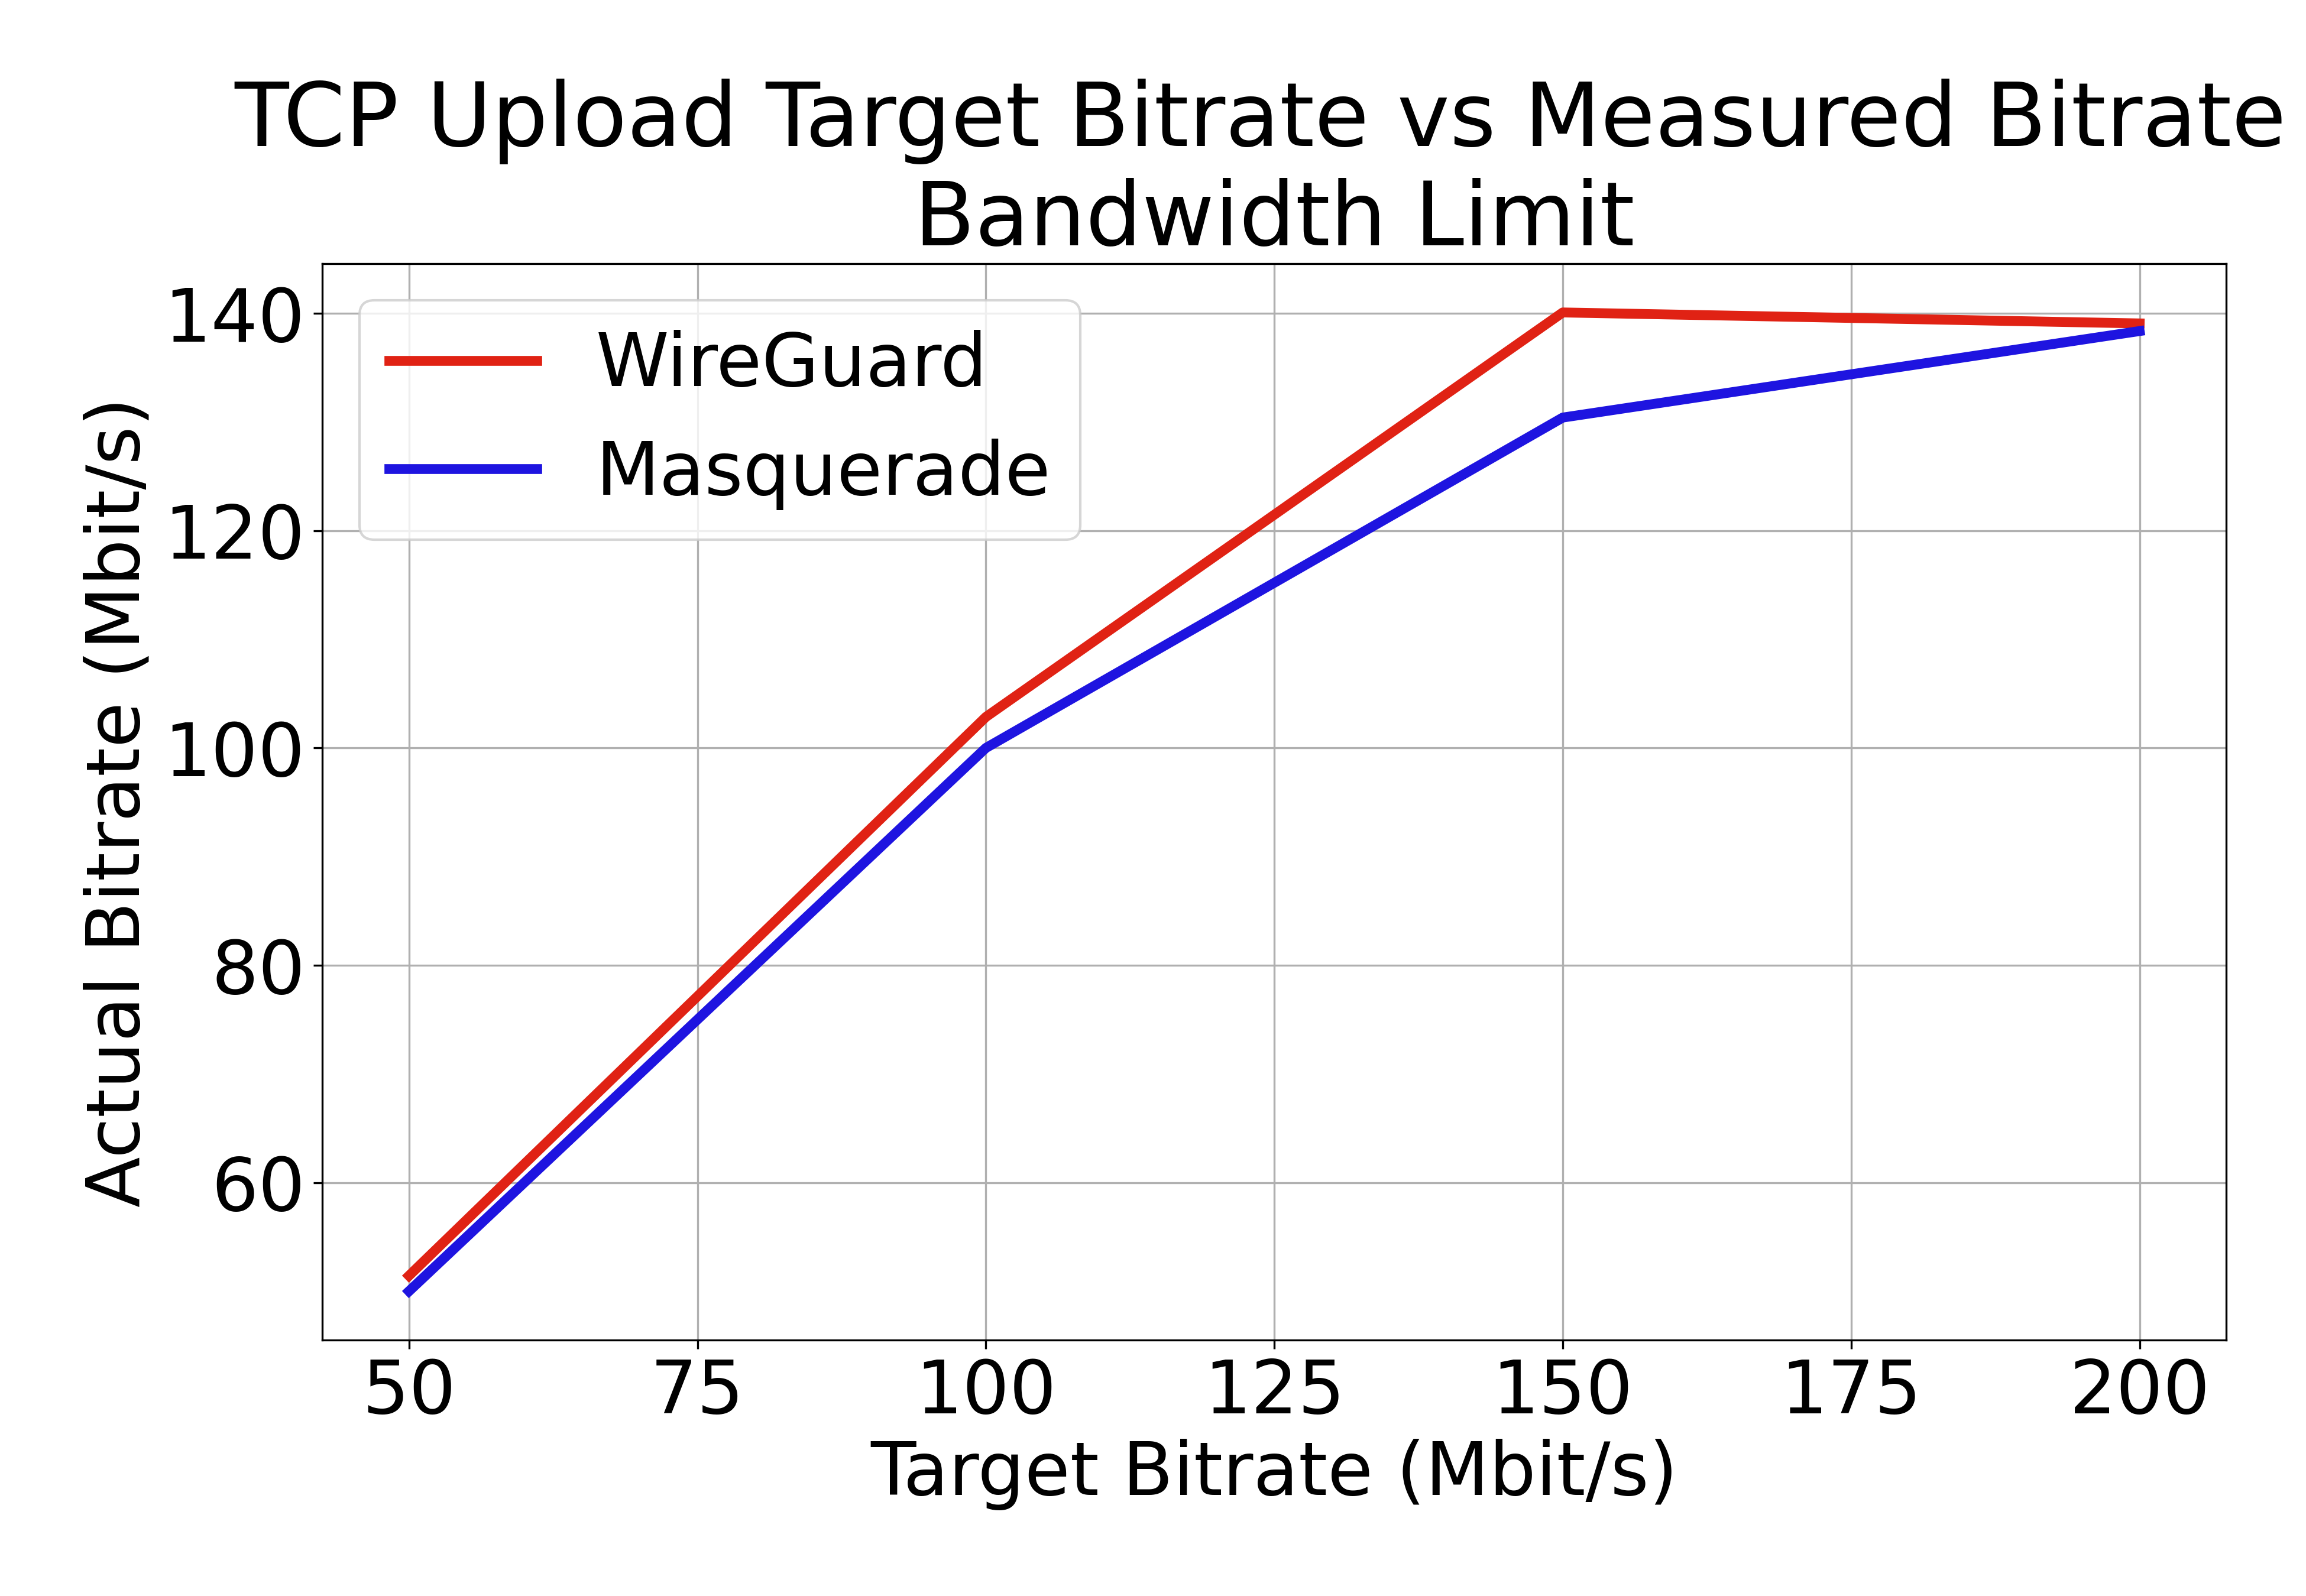 TCP Upload Target Bitrate vs Measured Bitrate
Bandwidth Limit
Actual Bitrate (Mbit/s)
140
120
100
80
60
WireGuard
Masquerade
50 75 100 125 150 175 200
Target Bitrate (Mbit/s)